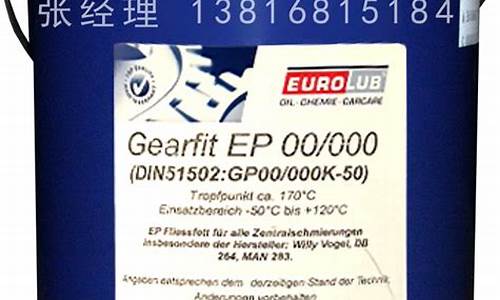 张经理 13816815184
EUROLUB
OIL·CHEMIE·CARCARE
Gearfit EP 00/000
(DIN51502:GP00/000K-50)
Tropfpunkt ca. 170°C
Einsatzbereich -50°C bis +120°C
EP Fliessfett für alle Zentralschmierungen
insbesondere der Hersteller: Willy Vogel, DB
264, MAN 283.
Angaben entsprechen dem derzeitigen Stand der Technik,
Änderungen vorbehalten